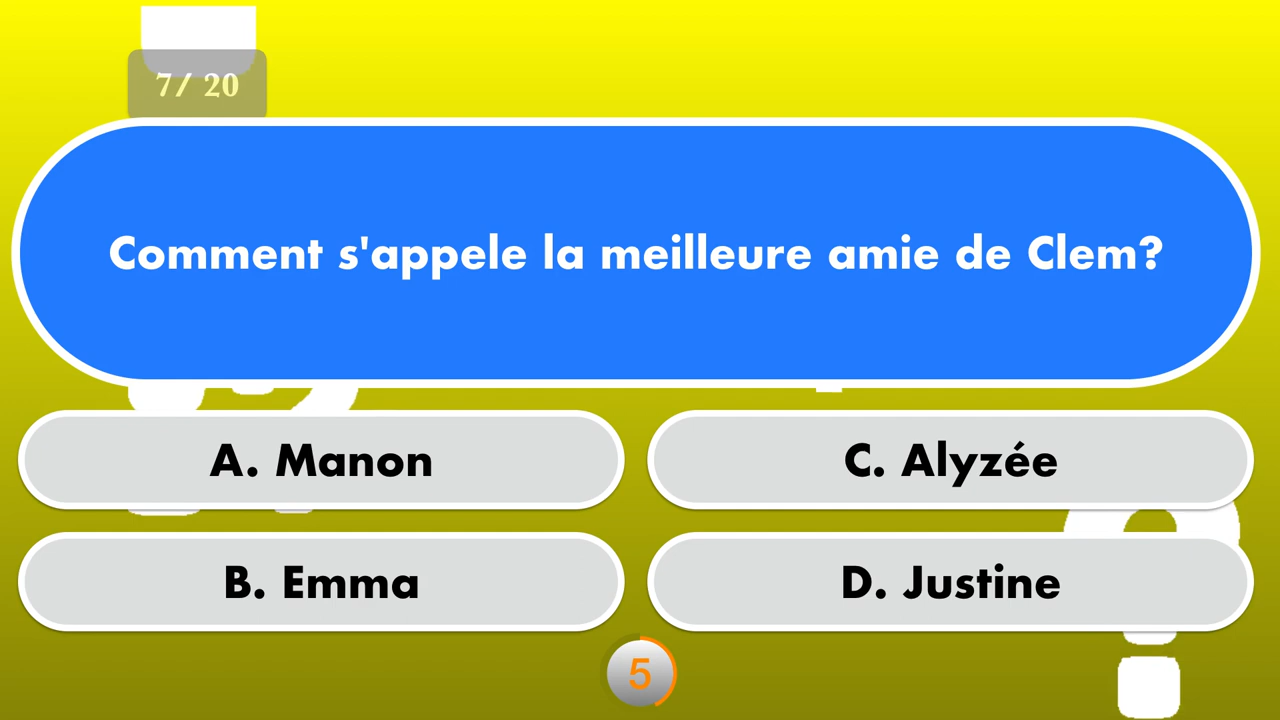 7/ 20
Comment s'appele la meilleure amie de Clem?
A. Manon
C. Alyzée
B. Emma
D. Justine
5